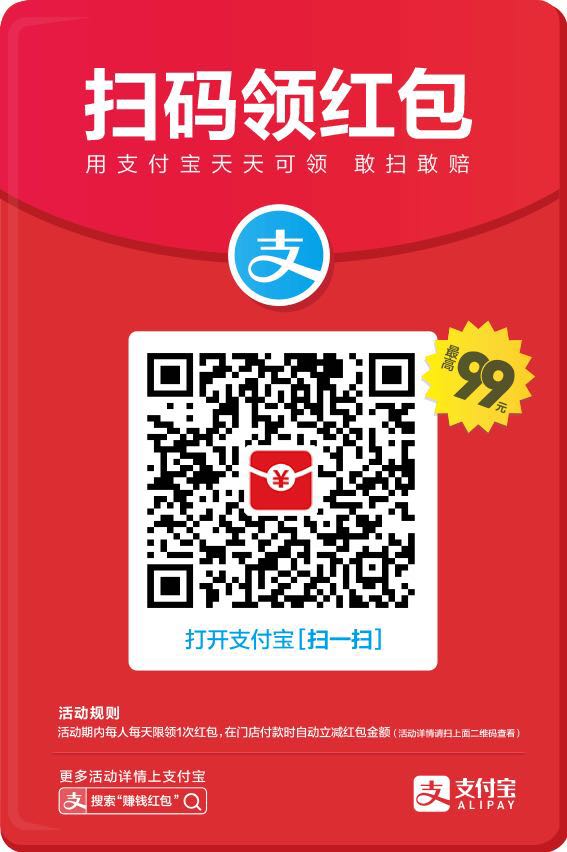 扫码领红包
用支付宝天天可领 敢扫敢赔
支
最高99元
¥
打开支付宝[扫一扫]
活动规则
活动期内每人每天限领1次红包,在门店付款时自动立减红包金额(活动详情请扫上面二维码查看)
更多活动详情上支付宝
支 搜索“赚钱红包”
支 支付宝
ALIPAY